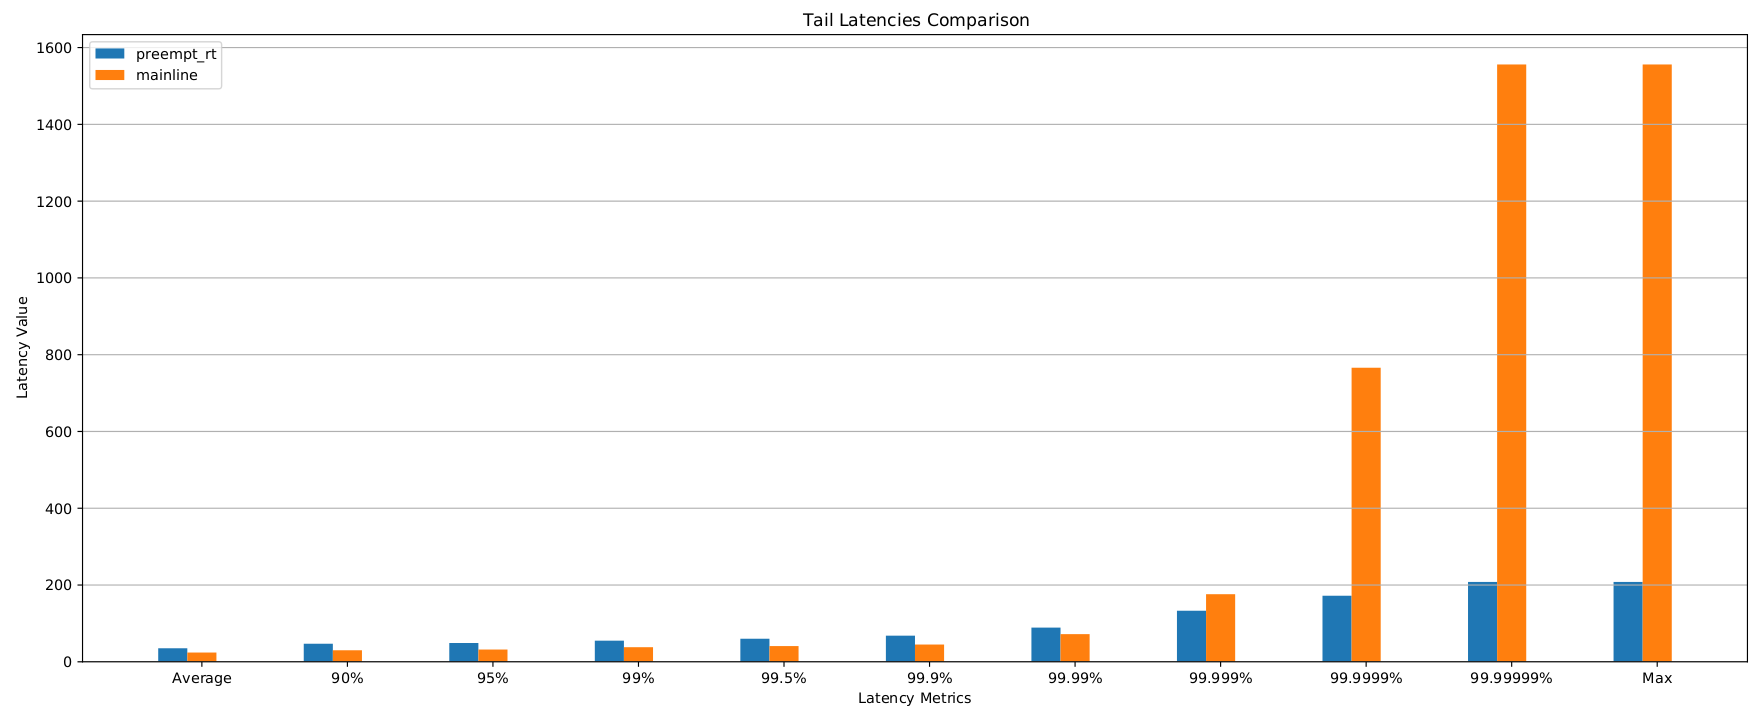 Tail Latencies Comparison
preempt_rt
mainline
Latency Value
1600
1400
1200
1000
800
600
400
200
0
Average 90% 95% 99% 99.5% 99.9% 99.99% 99.999% 99.9999% 99.99999% Max
Latency Metrics